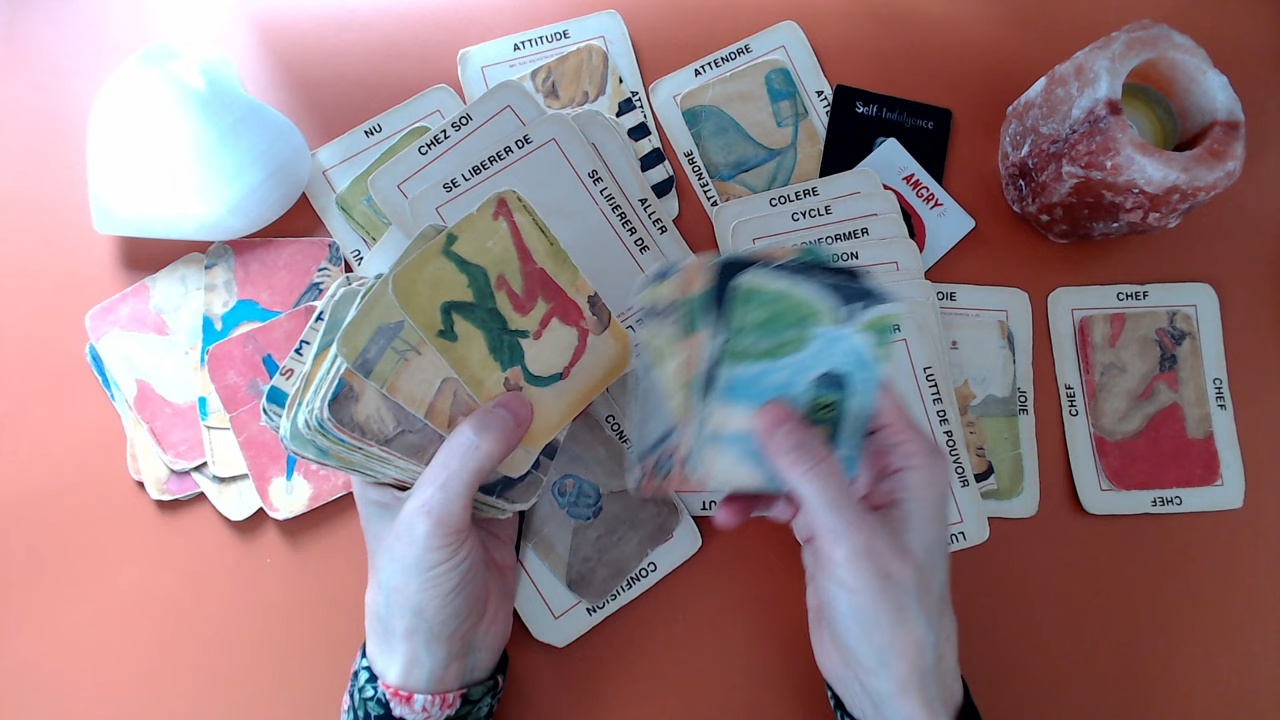 ATTITUDE
ATTENDRE
ATTENDRE
Self-Indulgence
NU
CHEZ SOI
SE LIBERER DE
SE LIBERER DE
ALLER
ANGRY
COLERE
CYCLE
CONFORMER
LUTTE DE POUVOIR
JOIE
CHEF
CHEF
CHEF
CHEF
CONFUSION